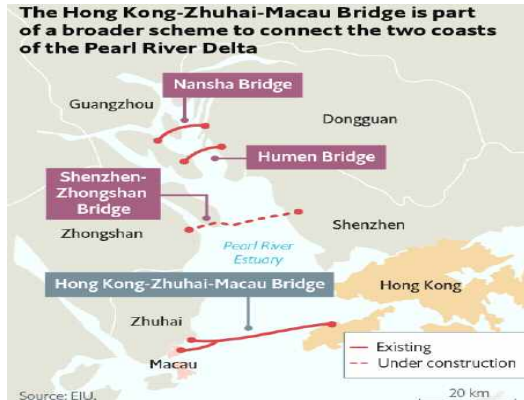 The Hong Kong-Zhuhai-Macau Bridge is part
of a broader scheme to connect the two coasts
of the Pearl River Delta
Nansha Bridge
Guangzhou
Dongguan
Humen Bridge
Shenzhen-
Zhongshan
Bridge
Zhongshan
Shenzhen
Pearl River
Estuary
Hong Kong-Zhuhai-Macau Bridge
Hong Kong
Zhuhai
Macau
Existing
Under construction
Source: EIU.
20 km